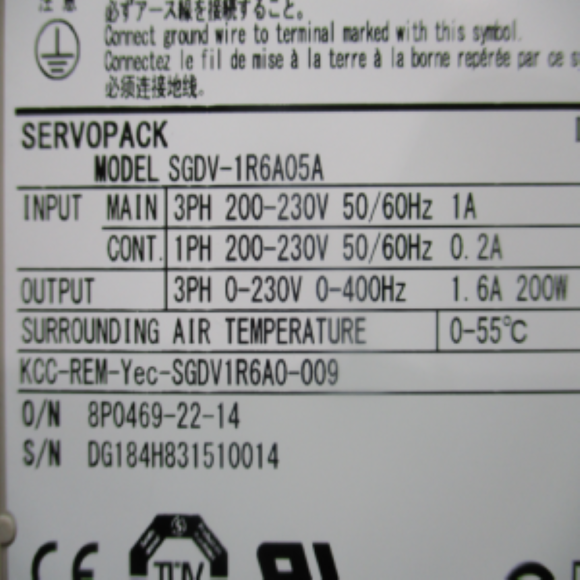 注意
必ずアース線を接続すること。
Connect ground wire to terminal marked with this symbol.
Connectez le fil de mise à la terre à la borne repérée par ce
必须连接地线。
SERVOPACK
MODEL SGDV-1R6A05A
INPUT MAIN 3PH 200-230V 50/60Hz 1A
CONT. 1PH 200-230V 50/60Hz 0.2A
OUTPUT 3PH 0-230V 0-400Hz 1.6A 200W
SURROUNDING AIR TEMPERATURE 0-55℃
KCC-REM-Yec-SGDV1R6A0-009
O/N 8P0469-22-14
S/N DG184H831510014
CE TÜV